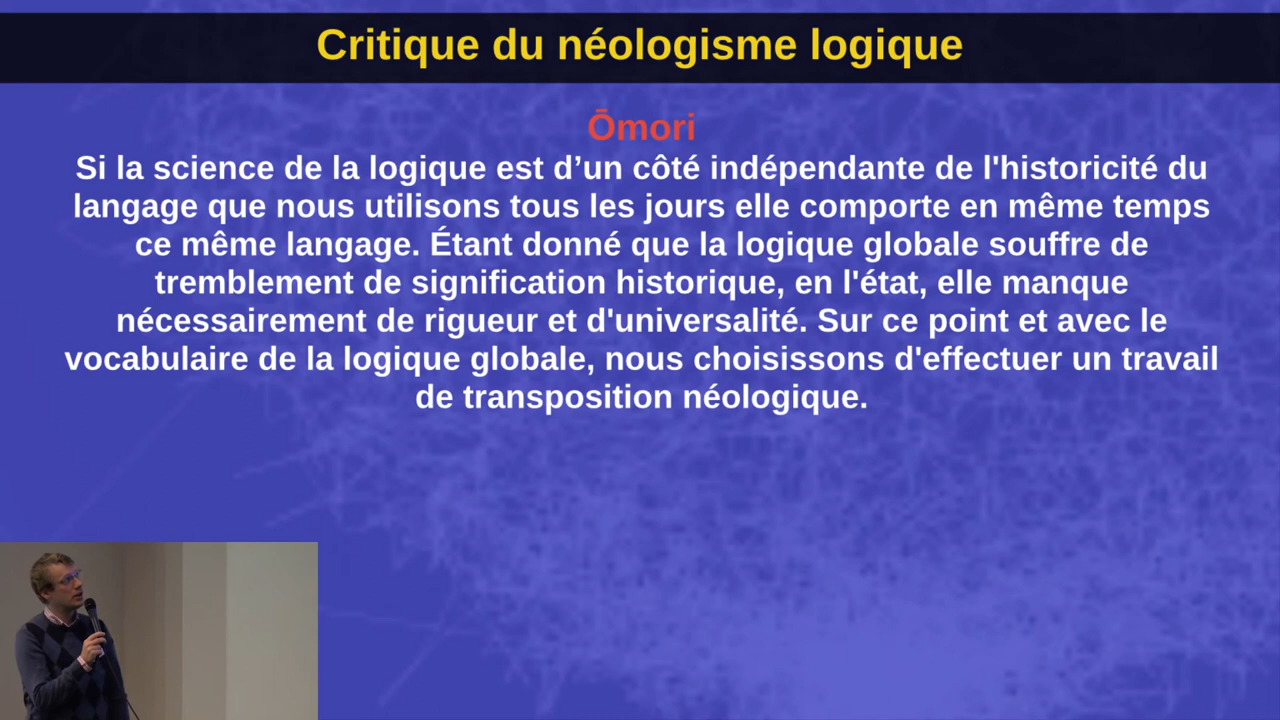 Critique du néologisme logique
Ōmori
Si la science de la logique est d’un côté indépendante de l'historicité du
langage que nous utilisons tous les jours elle comporte en même temps
ce même langage. Étant donné que la logique globale souffre de
tremblement de signification historique, en l'état, elle manque
nécessairement de rigueur et d'universalité. Sur ce point et avec le
vocabulaire de la logique globale, nous choisissons d'effectuer un travail
de transposition néologique.